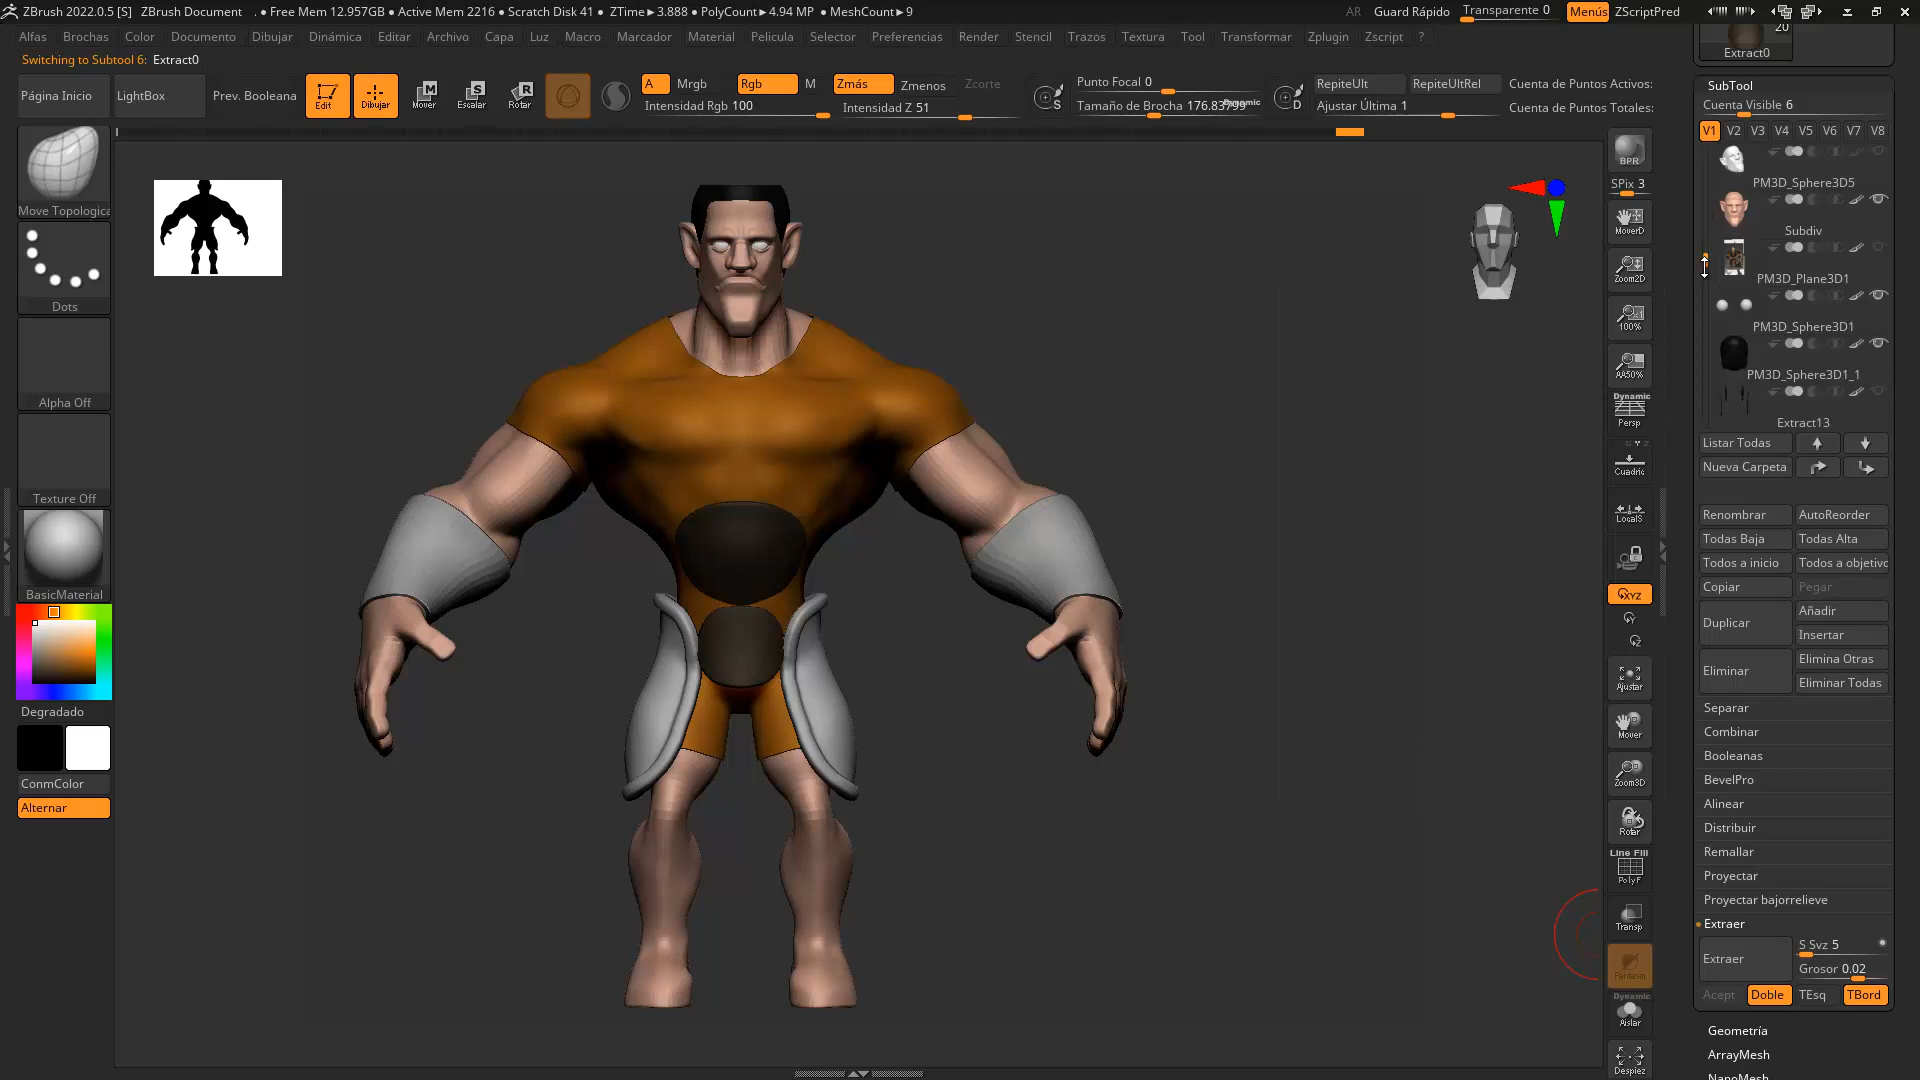 ZBrush 2022.0.5 [S] ZBrush Document . • Free Mem 12.957GB • Active Mem 2216 • Scratch Disk 41 • ZTime►3.888 • PolyCount►4.94 MP • MeshCount►9 AR Guard Rápido Transparente 0 Menús ZScriptPred
Alfas Brochas Color Documento Dibujar Dinámica Editar Archivo Capa Luz Macro Marcador Material Pelicula Selector Preferencias Render Stencil Trazos Textura Tool Transformar Zplugin Zscript ?
Switching to Subtool 6: Extract0
Página Inicio LightBox Prev. Booleana Edit Dibujar Mover Escalar Rotar
A Mrgb Rgb M Zmás Zmenos Zcorte
Intensidad Rgb 100 Intensidad Z 51
S Punto Focal 0
Tamaño de Brocha 176.83799 Dynamic
D RepiteUlt RepiteUltRel
Ajustar Última 1
Cuenta de Puntos Activos:
Cuenta de Puntos Totales:
Move Topologica
Dots
Alpha Off
Texture Off
BasicMaterial
Degradado
ConmColor
Alternar
BPR
SPix 3
MoverD
Zoom2D
100%
AA50%
Dynamic
Persp
Cuadríc
LocalS
XYZ
Y
Z
Ajustar
Mover
Zoom3D
Rotar
Line Fill
PolyF
Transp
Fantasia
Dynamic
Aislar
Despiez
20
Extract0
SubTool
Cuenta Visible 6
V1 V2 V3 V4 V5 V6 V7 V8
PM3D_Sphere3D5
Subdiv
PM3D_Plane3D1
PM3D_Sphere3D1
PM3D_Sphere3D1_1
Extract13
Listar Todas
Nueva Carpeta
Renombrar AutoReorder
Todas Baja Todas Alta
Todos a inicio Todos a objetivo
Copiar Pegar
Duplicar Añadir
Insertar
Eliminar Elimina Otras
Eliminar Todas
Separar
Combinar
Booleanas
BevelPro
Alinear
Distribuir
Remallar
Proyectar
Proyectar bajorrelieve
Extraer
Extraer S Svz 5
Grosor 0.02
Acept Doble TEsq TBord
Geometría
ArrayMesh
NanoMesh